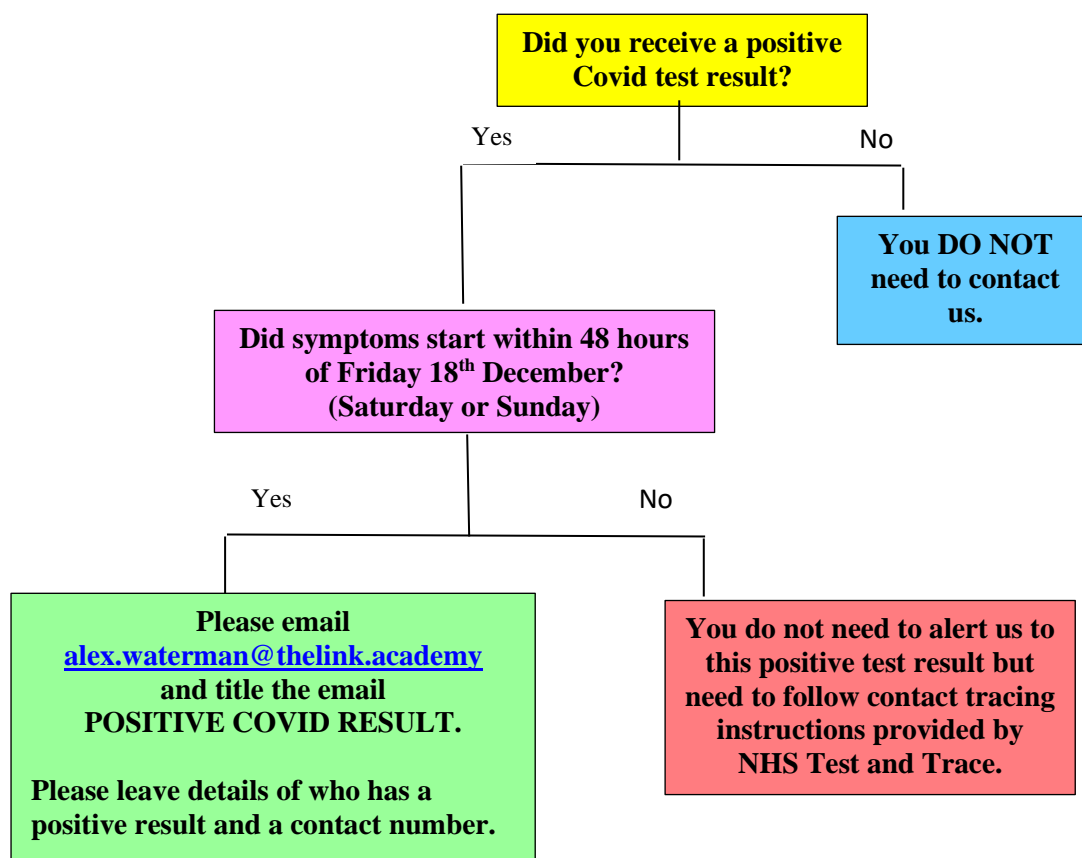 Did you receive a positive
Covid test result?
Yes
No
You DO NOT
need to contact
us.
Did symptoms start within 48 hours
of Friday 18th December?
(Saturday or Sunday)
Yes
No
Please email
alex.waterman@thelink.academy
and title the email
POSITIVE COVID RESULT.
Please leave details of who has a
positive result and a contact number.
You do not need to alert us to
this positive test result but
need to follow contact tracing
instructions provided by
NHS Test and Trace.